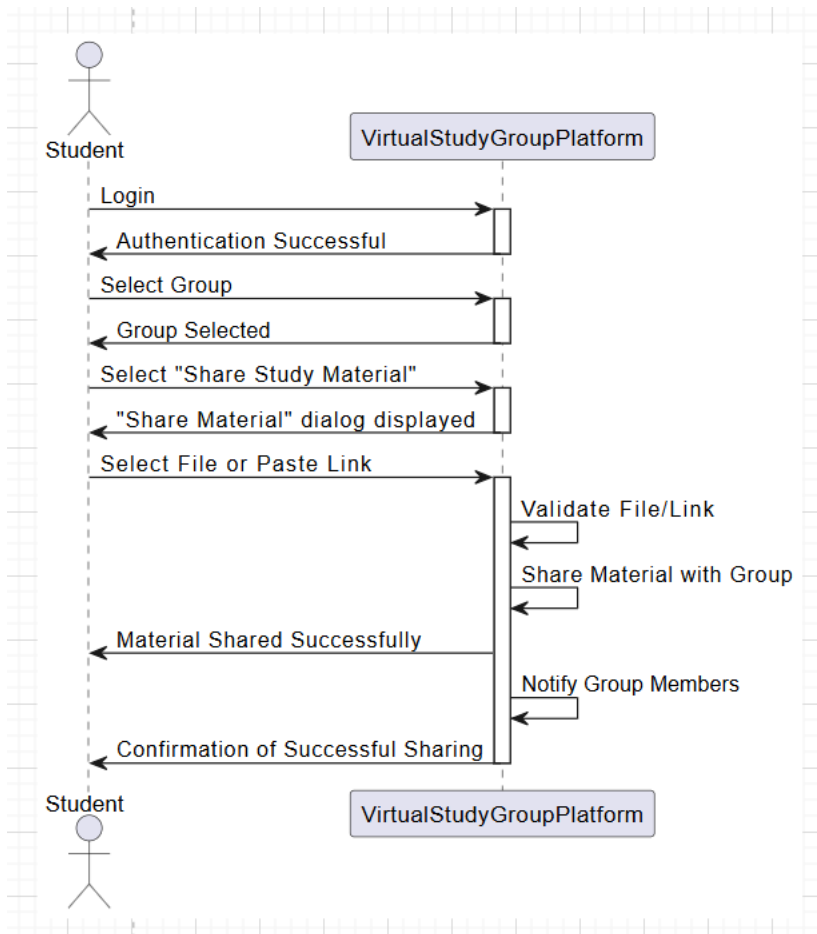 Student
VirtualStudyGroupPlatform
Login
Authentication Successful
Select Group
Group Selected
Select "Share Study Material"
"Share Material" dialog displayed
Select File or Paste Link
Validate File/Link
Share Material with Group
Material Shared Successfully
Notify Group Members
Confirmation of Successful Sharing
Student
VirtualStudyGroupPlatform